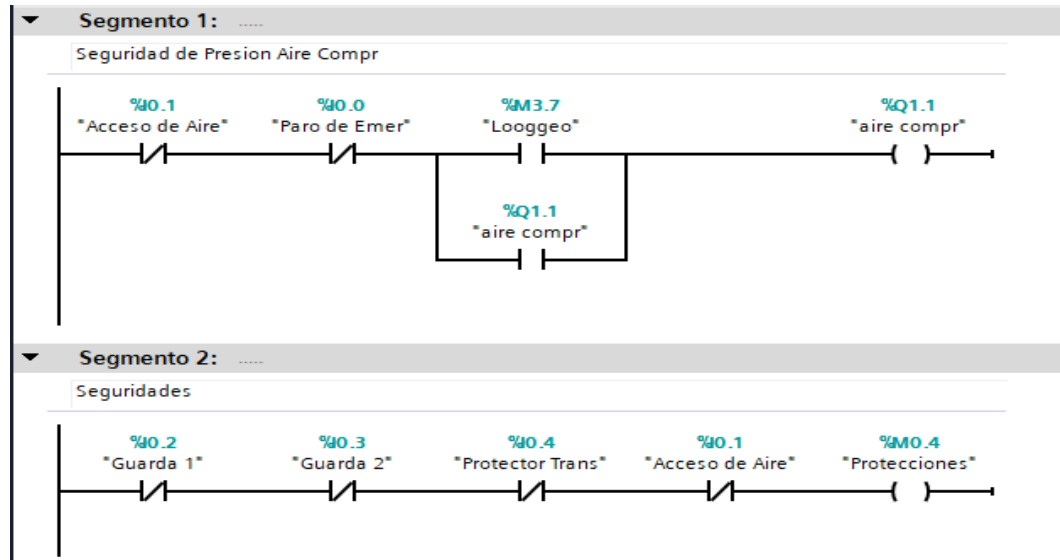 Segmento 1: .....
Seguridad de Presion Aire Compr
%I0.1 %I0.0 %M3.7 %Q1.1
"Acceso de Aire" "Paro de Emer" "Looggeo" "aire compr"
%Q1.1
"aire compr"
Segmento 2: .....
Seguridades
%I0.2 %I0.3 %I0.4 %I0.1 %M0.4
"Guarda 1" "Guarda 2" "Protector Trans" "Acceso de Aire" "Protecciones"